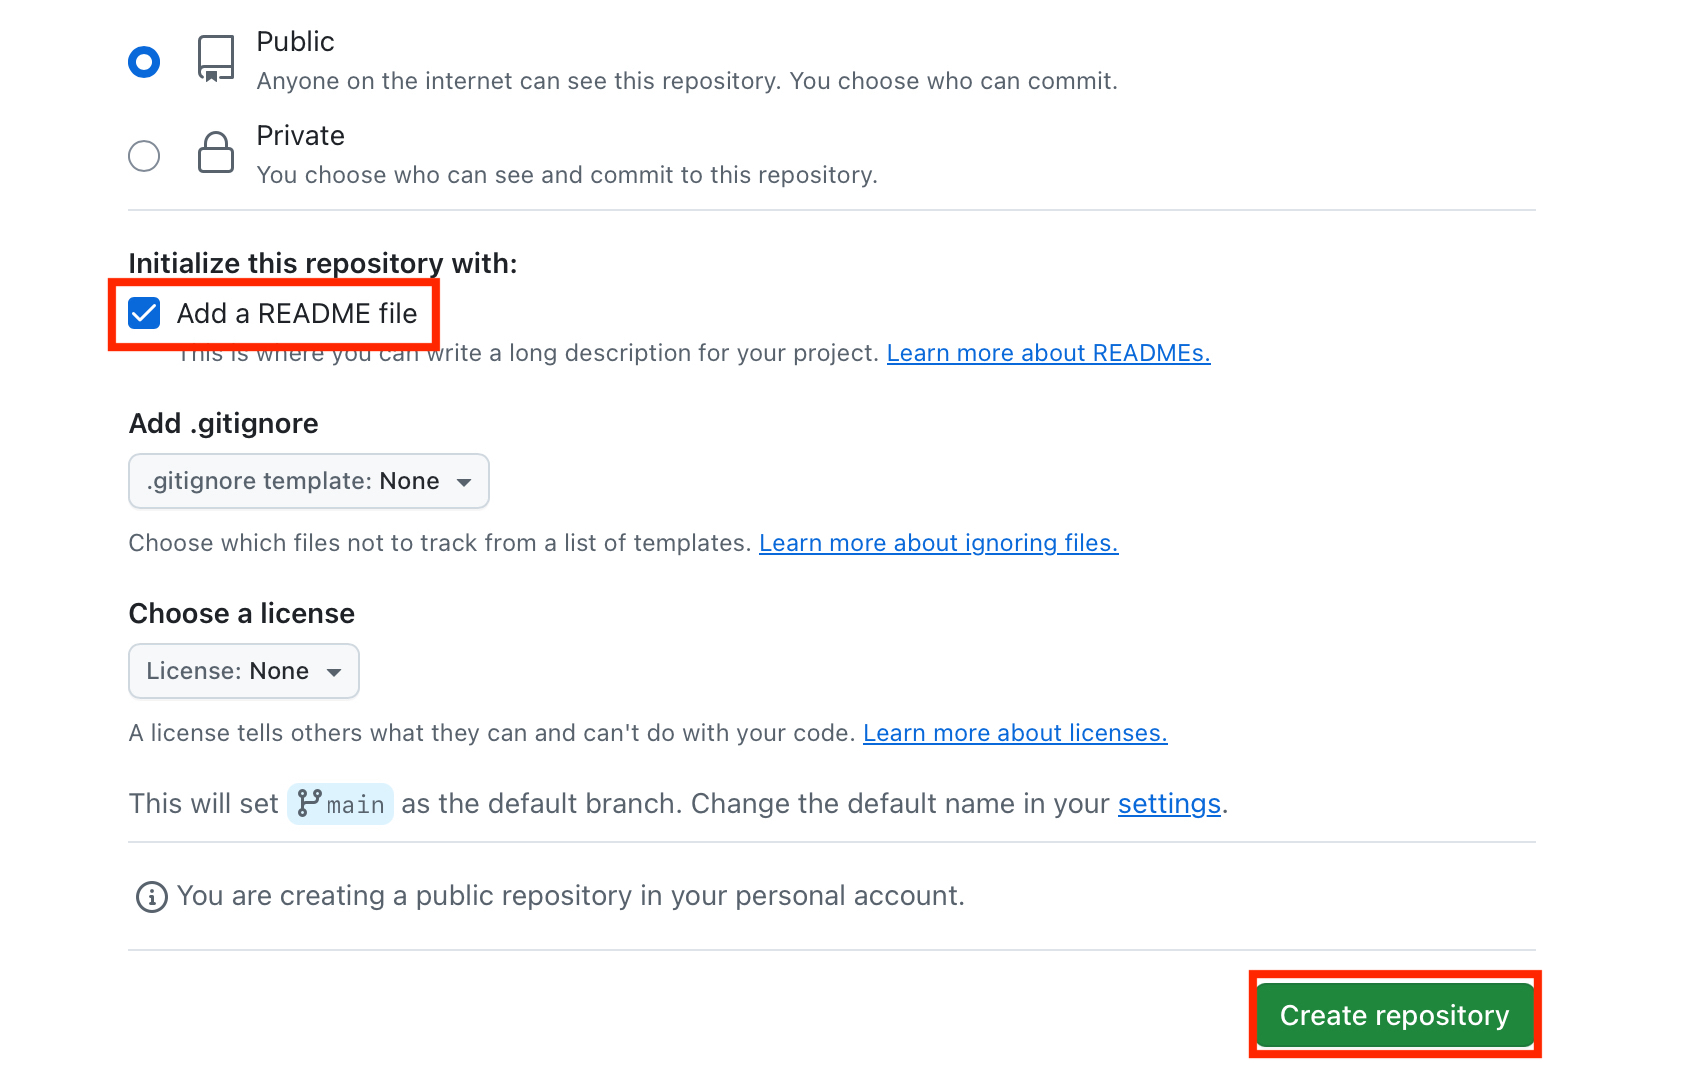 Public
Anyone on the internet can see this repository. You choose who can commit.
Private
You choose who can see and commit to this repository.
Initialize this repository with:
Add a README file
This is where you can write a long description for your project. Learn more about READMEs.
Add .gitignore
.gitignore template: None
Choose which files not to track from a list of templates. Learn more about ignoring files.
Choose a license
License: None
A license tells others what they can and can't do with your code. Learn more about licenses.
This will set main as the default branch. Change the default name in your settings.
You are creating a public repository in your personal account.
Create repository